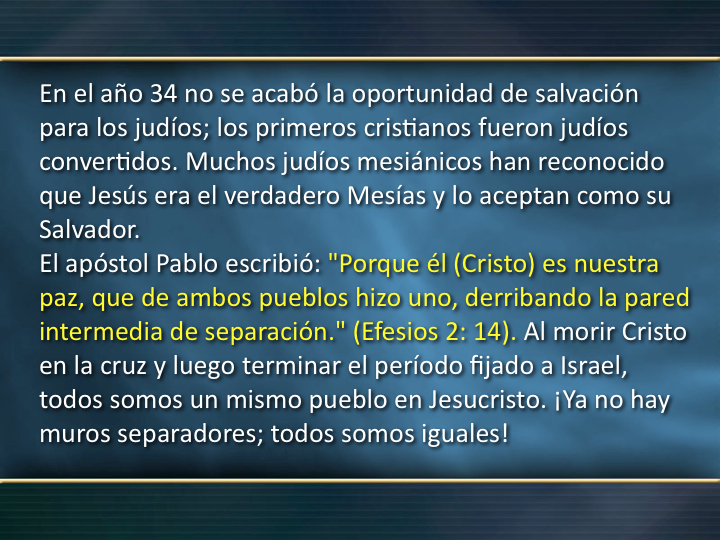 En el año 34 no se acabó la oportunidad de salvación
para los judíos; los primeros cristianos fueron judíos
convertidos. Muchos judíos mesiánicos han reconocido
que Jesús era el verdadero Mesías y lo aceptan como su
Salvador.
El apóstol Pablo escribió: "Porque él (Cristo) es nuestra
paz, que de ambos pueblos hizo uno, derribando la pared
intermedia de separación." (Efesios 2: 14). Al morir Cristo
en la cruz y luego terminar el período fijado a Israel,
todos somos un mismo pueblo en Jesucristo. ¡Ya no hay
muros separadores; todos somos iguales!